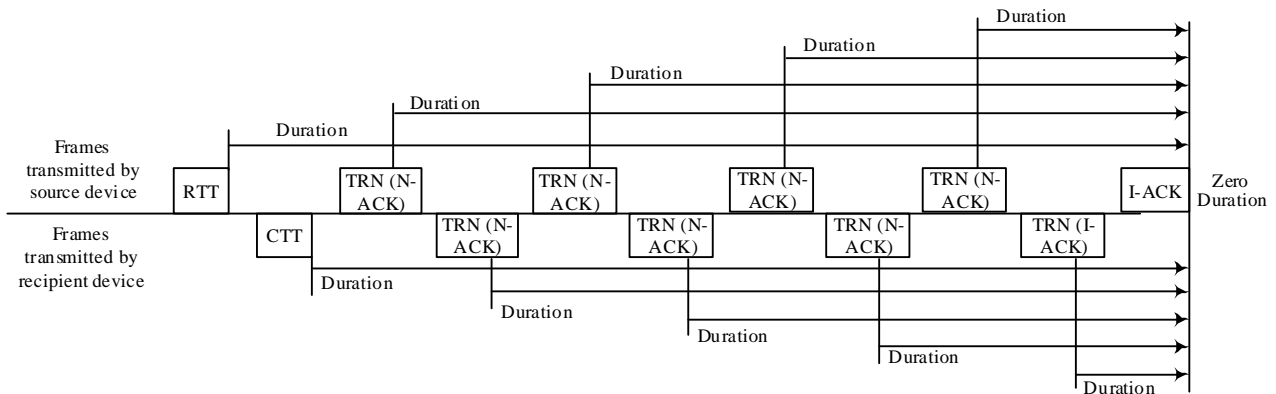 Duration
Duration
Duration
Duration
Duration
Frames
transmitted by
source device
RTT
TRN (N-
ACK)
TRN (N-
ACK)
TRN (N-
ACK)
TRN (N-
ACK)
I-ACK
Zero
Duration
Frames
transmitted by
recipient device
CTT
TRN (N-
ACK)
TRN (N-
ACK)
TRN (N-
ACK)
TRN (I-
ACK)
Duration
Duration
Duration
Duration
Duration